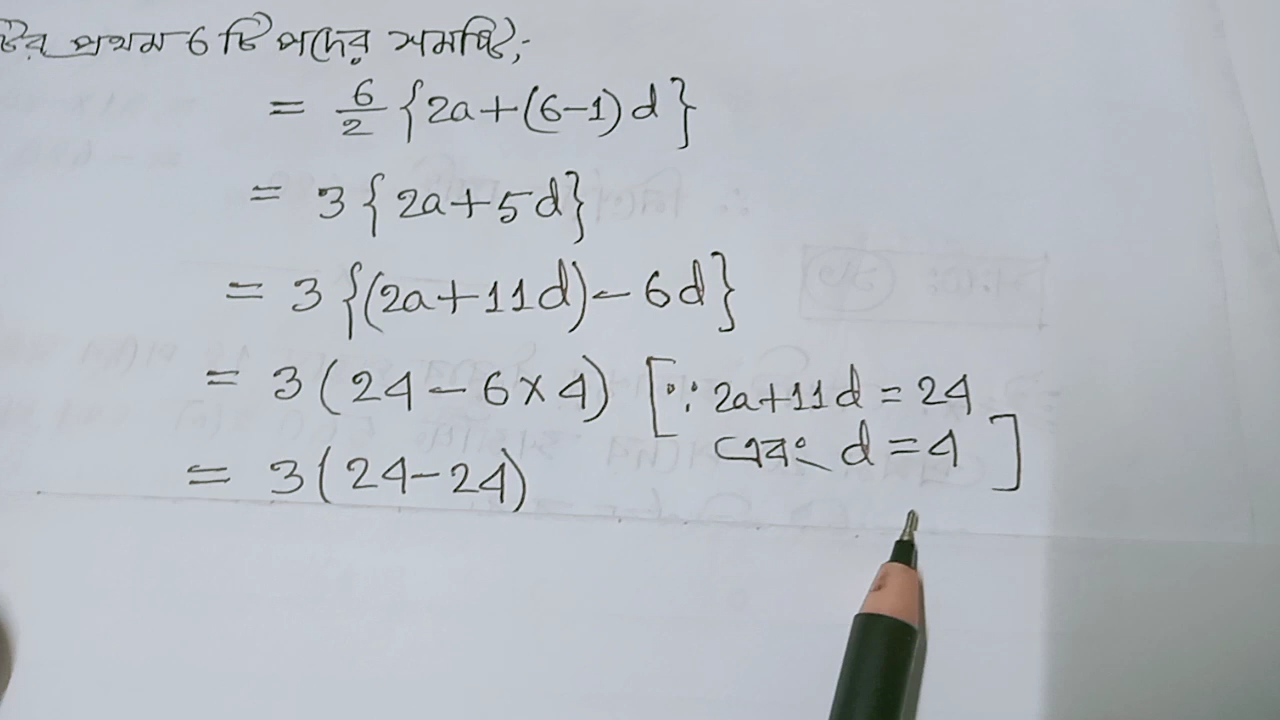 টির প্রথম 6 টি পদের সমষ্টি,
= 6/2 {2a+(6-1)d}
= 3{2a+5d}
= 3{(2a+11d)-6d}
= 3(24-6×4) [∵ 2a+11d = 24
এবং d = 4]
= 3(24-24)